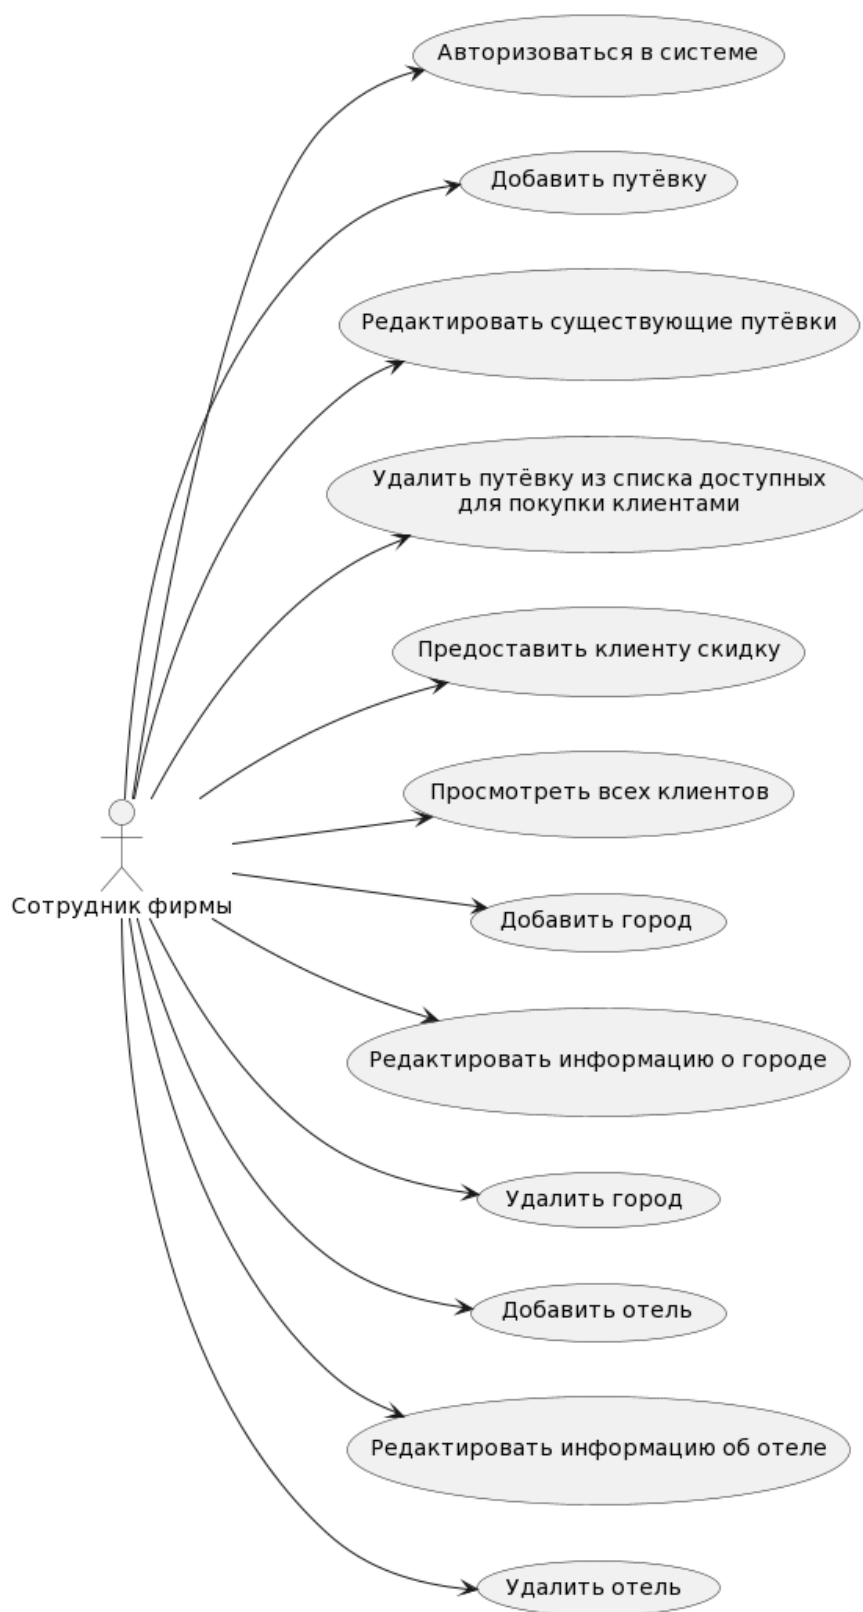 Авторизоваться в системе
Добавить путёвку
Редактировать существующие путёвки
Удалить путёвку из списка доступных
для покупки клиентами
Предоставить клиенту скидку
Просмотреть всех клиентов
Сотрудник фирмы
Добавить город
Редактировать информацию о городе
Удалить город
Добавить отель
Редактировать информацию об отеле
Удалить отель